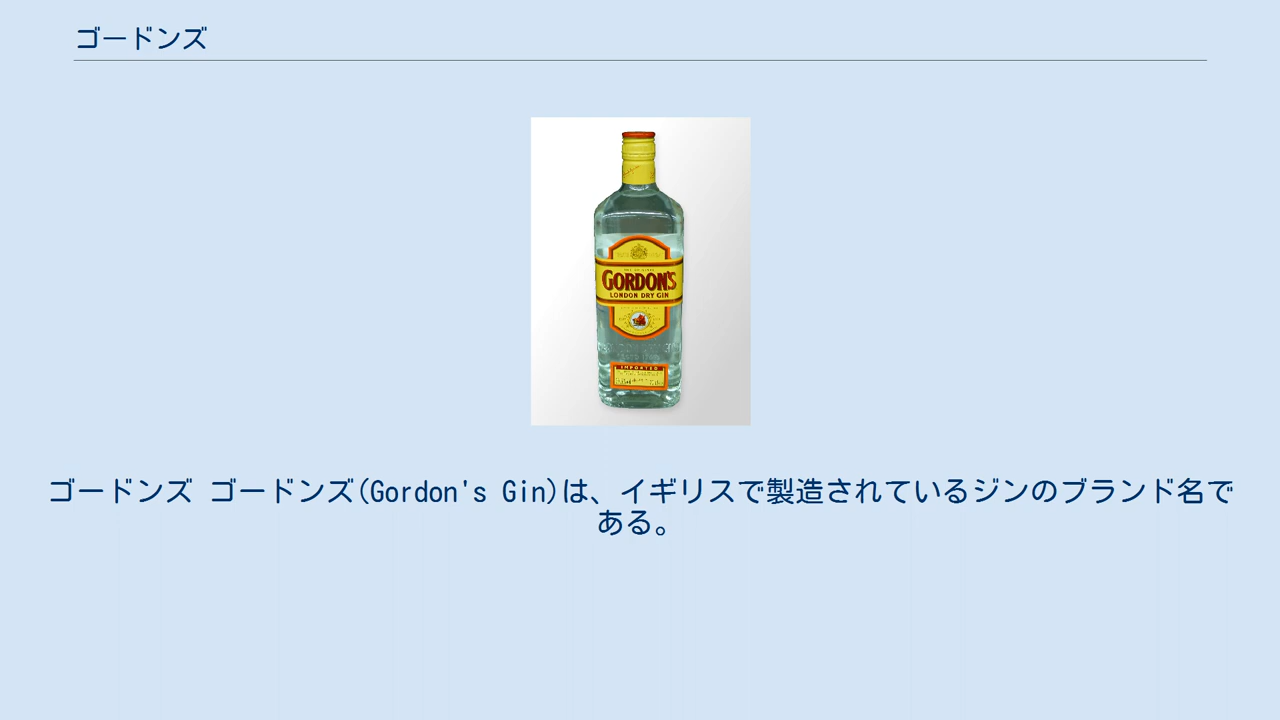 ゴードンズ
GORDON'S
LONDON DRY GIN
IMPORTED
ゴードンズ ゴードンズ(Gordon's Gin)は、イギリスで製造されているジンのブランド名で
ある。